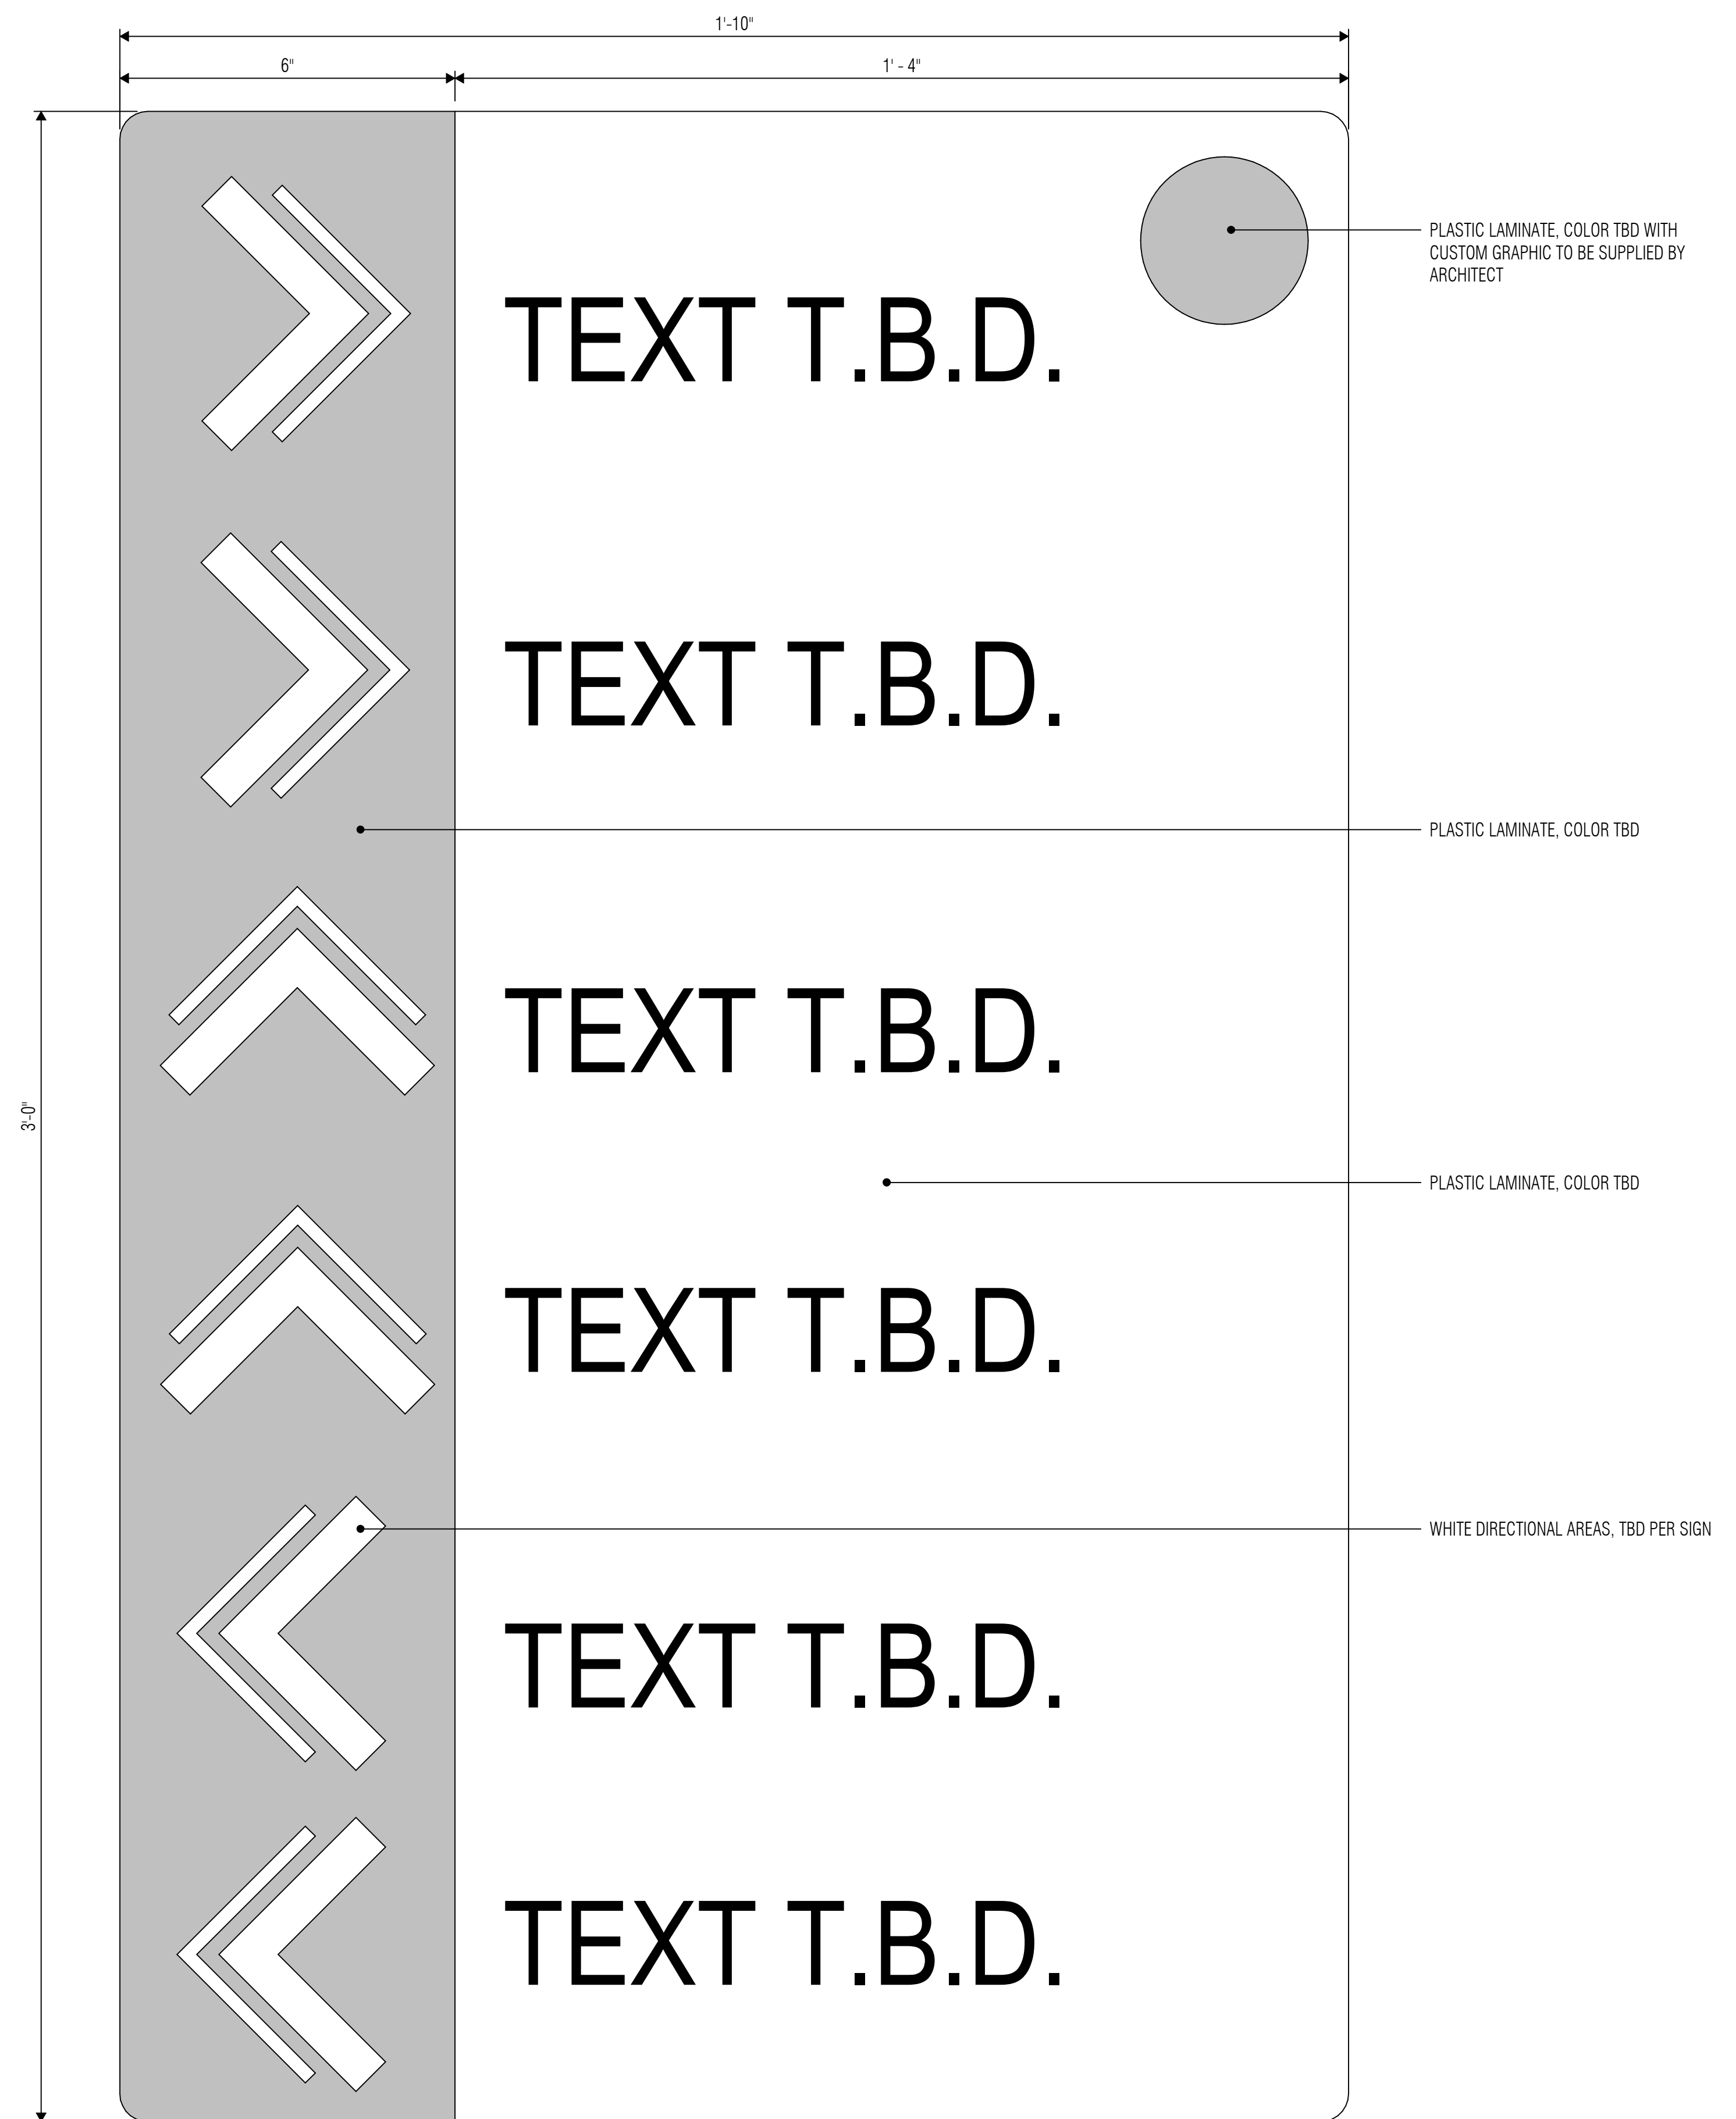 1'-10"
6"
1' - 4"
PLASTIC LAMINATE, COLOR TBD WITH
CUSTOM GRAPHIC TO BE SUPPLIED BY
ARCHITECT
TEXT T.B.D.
TEXT T.B.D.
PLASTIC LAMINATE, COLOR TBD
TEXT T.B.D.
3'-0"
PLASTIC LAMINATE, COLOR TBD
TEXT T.B.D.
WHITE DIRECTIONAL AREAS, TBD PER SIGN
TEXT T.B.D.
TEXT T.B.D.